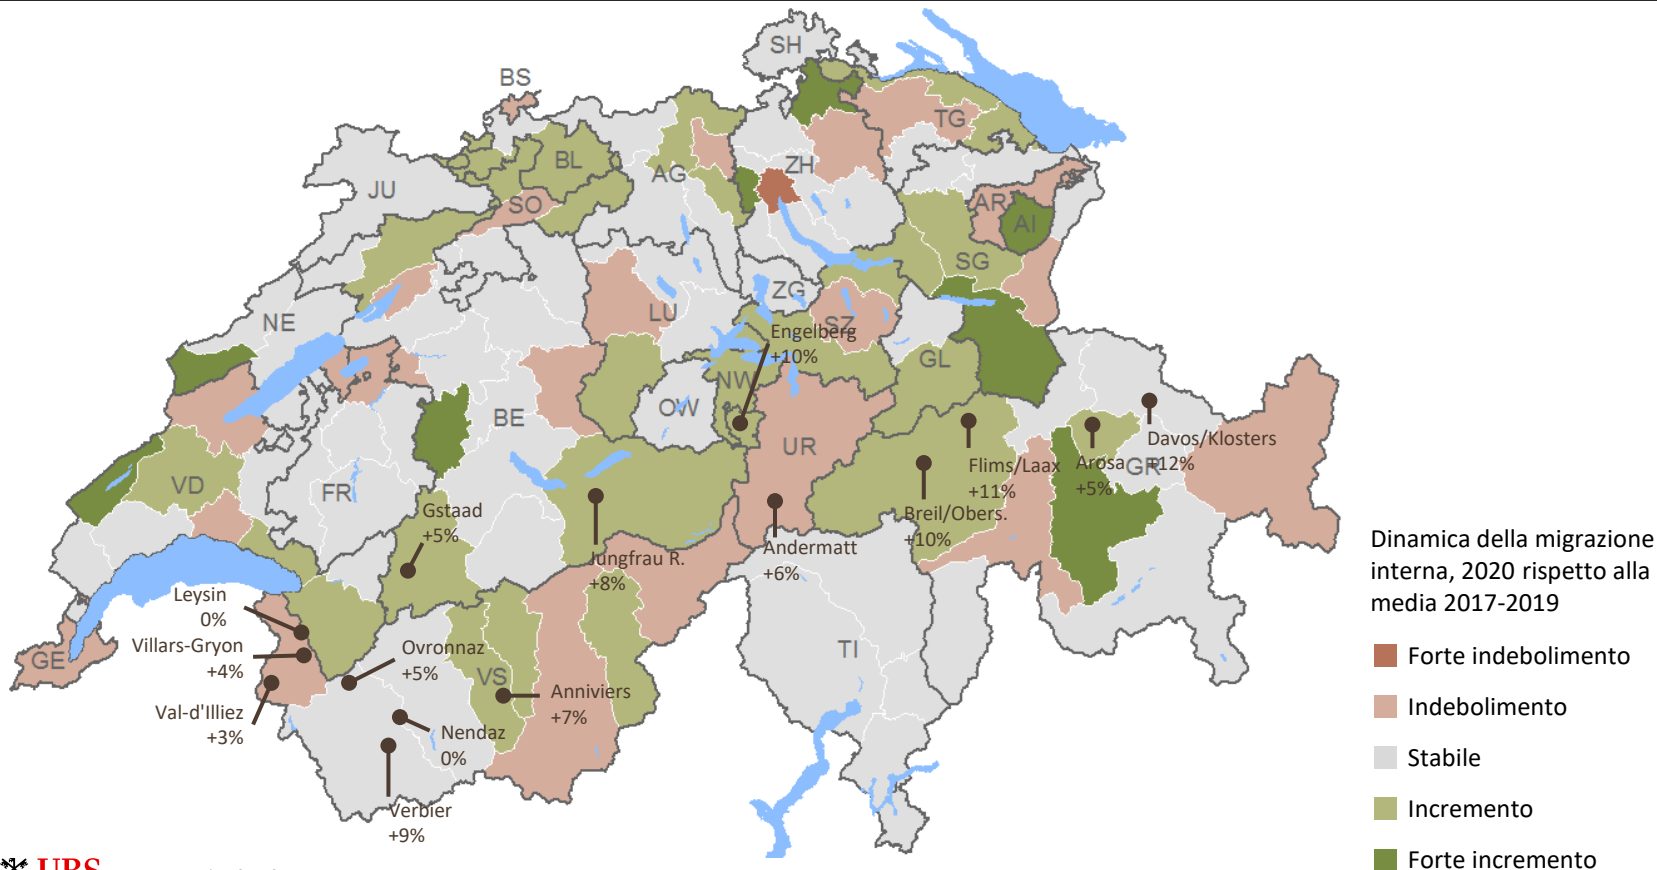 SH
BS
TG
BL
ZH
AG
JU
SO
AR
AI
SG
ZG
LU
NE
SZ
Engelberg
+10%
GL
NW
OW
BE
UR
Davos/Klosters
+12%
GR
Flims/Laax
+11%
Arosa
+5%
VD
FR
Gstaad
+5%
Breil/Obers.
+10%
Jungfrau R.
+8%
Andermatt
+6%
Dinamica della migrazione
interna, 2020 rispetto alla
media 2017-2019
Leysin
0%
Villars-Gryon
+4%
Ovronnaz
+5%
GE
TI
VS
Forte indebolimento
Anniviers
+7%
Indebolimento
Val-d'Illiez
+3%
Nendaz
0%
Stabile
Verbier
+9%
Incremento
Forte incremento
UBS